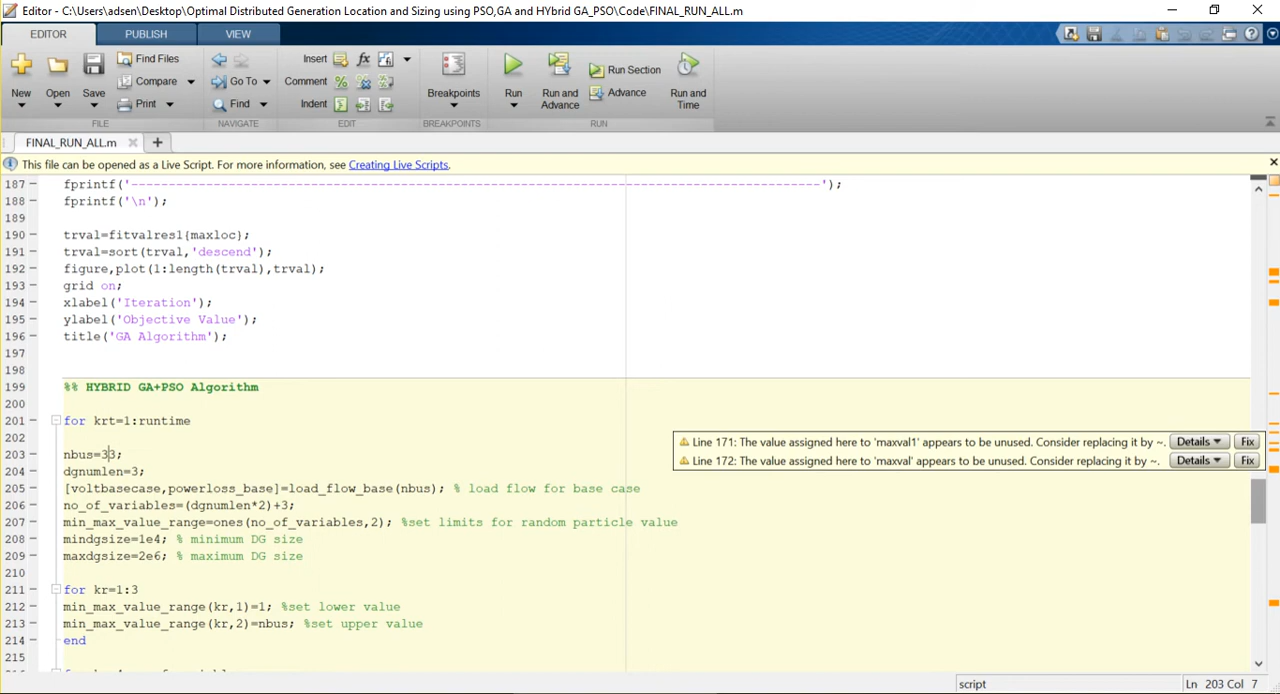 Editor - C:\Users\adsen\Desktop\Optimal Distributed Generation Location and Sizing using PSO,GA and HYbrid GA_PSO\Code\FINAL_RUN_ALL.m
EDITOR PUBLISH VIEW
New Open Save Find Files Compare Print
FILE
Go To Find
NAVIGATE
Insert fx
Comment %
Indent
EDIT
Breakpoints
BREAKPOINTS
Run Run and Advance Run Section Advance Run and Time
RUN
FINAL_RUN_ALL.m
This file can be opened as a Live Script. For more information, see Creating Live Scripts.
187 – fprintf('--------------------------------------------------------------------------------------------');
188 – fprintf('\n');
189
190 – trval=fitvalres1{maxloc};
191 – trval=sort(trval,'descend');
192 – figure,plot(1:length(trval),trval);
193 – grid on;
194 – xlabel('Iteration');
195 – ylabel('Objective Value');
196 – title('GA Algorithm');
197
198
199 %% HYBRID GA+PSO Algorithm
200
201 – for krt=1:runtime
202
203 – nbus=33;
204 – dgnumlen=3;
205 – [voltbasecase,powerloss_base]=load_flow_base(nbus); % load flow for base case
206 – no_of_variables=(dgnumlen*2)+3;
207 – min_max_value_range=ones(no_of_variables,2); %set limits for random particle value
208 – mindgsize=1e4; % minimum DG size
209 – maxdgsize=2e6; % maximum DG size
210
211 – for kr=1:3
212 – min_max_value_range(kr,1)=1; %set lower value
213 – min_max_value_range(kr,2)=nbus; %set upper value
214 – end
215
Line 171: The value assigned here to 'maxval1' appears to be unused. Consider replacing it by ~. Details Fix
Line 172: The value assigned here to 'maxval' appears to be unused. Consider replacing it by ~. Details Fix
script Ln 203 Col 7